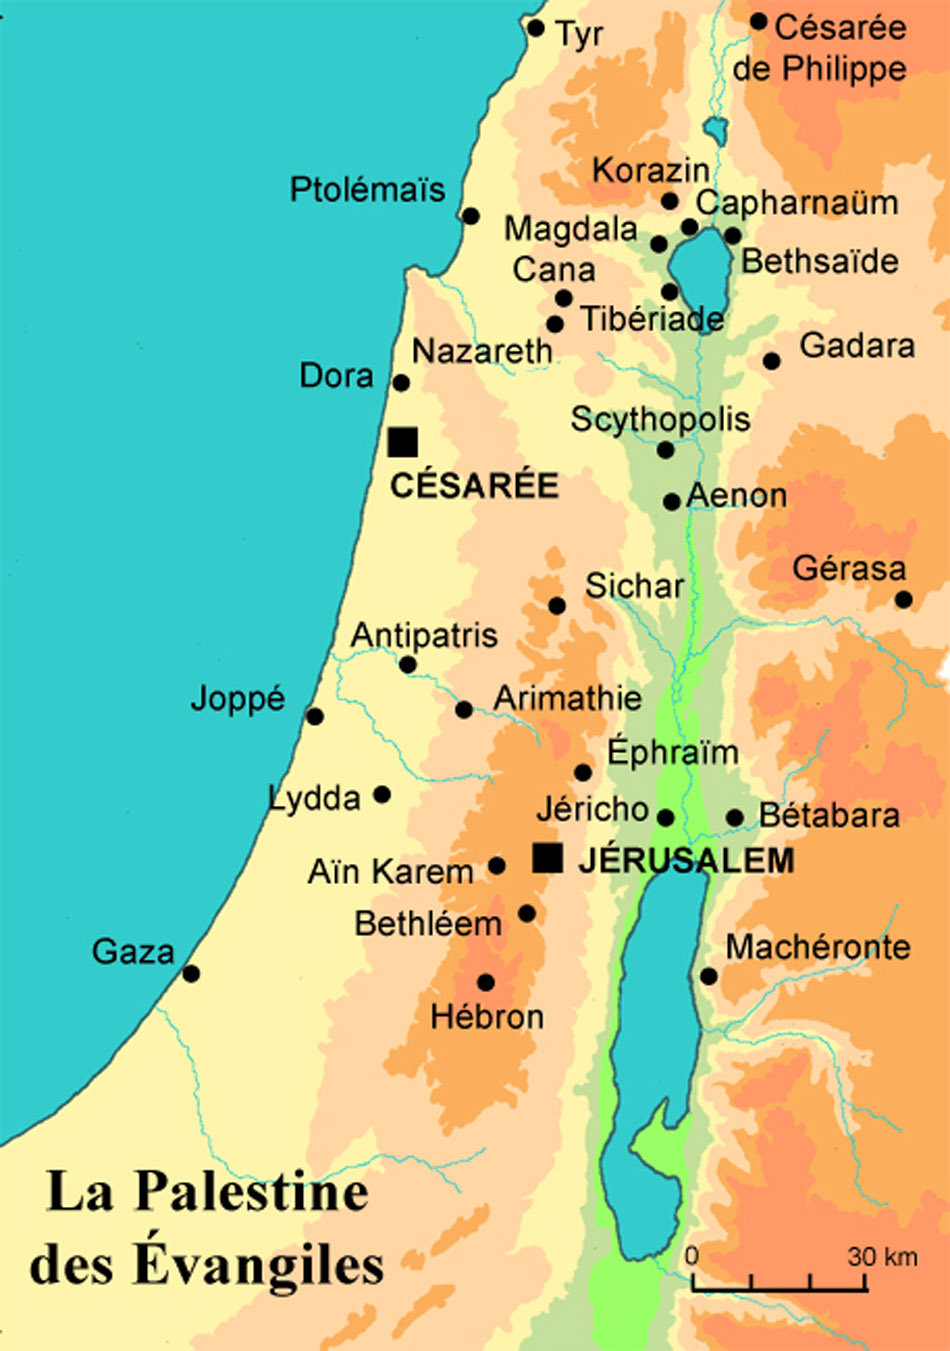 Tyr
Césarée
de Philippe
Korazin
Ptolémaïs
Capharnaüm
Magdala
Bethsaïde
Cana
Tibériade
Nazareth
Gadara
Dora
Scythopolis
CÉSARÉE
Aenon
Gérasa
Sichar
Antipatris
Joppé
Arimathie
Éphraïm
Lydda
Jéricho
Bétabara
JÉRUSALEM
Aïn Karem
Bethléem
Gaza
Machéronte
Hébron
La Palestine
des Évangiles
0 30 km